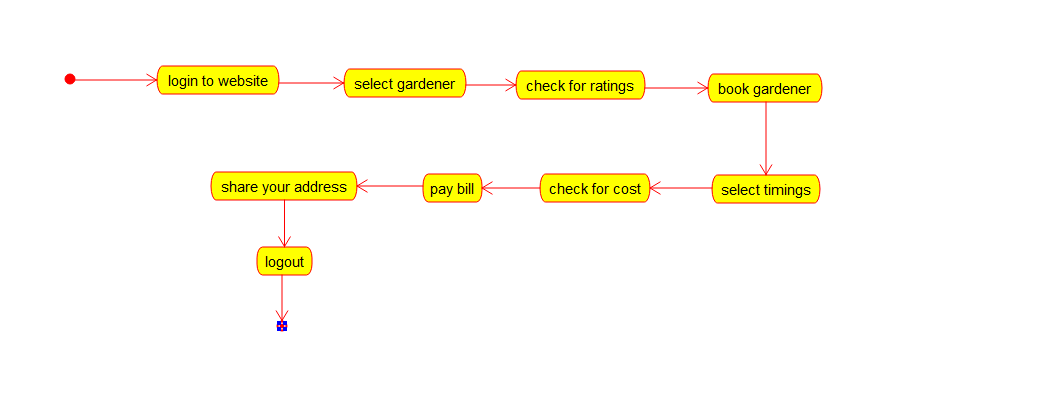 login to website
select gardener
check for ratings
book gardener
select timings
check for cost
pay bill
share your address
logout